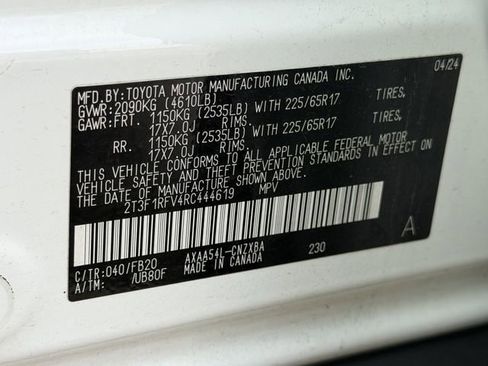 MFD.BY:TOYOTA MOTOR MANUFACTURING CANADA INC. 04/24
GVWR:2090KG (4610LB)
GAWR:FRT. 1150KG (2535LB) WITH 225/65R17 TIRES,
17X7.0J RIMS.
RR. 1150KG (2535LB) WITH 225/65R17 TIRES,
17X7.0J RIMS.
THIS VEHICLE CONFORMS TO ALL APPLICABLE FEDERAL MOTOR
VEHICLE SAFETY AND THEFT PREVENTION STANDARDS IN EFFECT
ON THE DATE OF MANUFACTURE SHOWN ABOVE.
2T3F1RFV4RC444619 MPV
A
C/TR:040/FB20 AXAA54L-CNZXBA 230
A/TM: /UB80F MADE IN CANADA